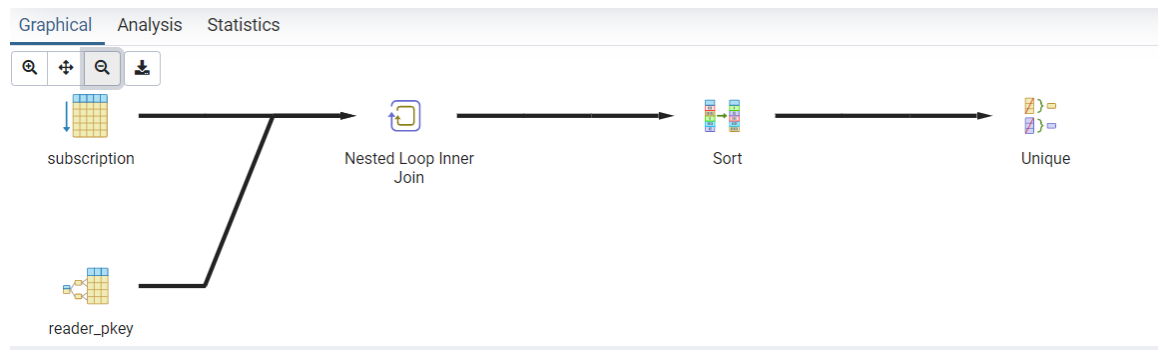 Graphical Analysis Statistics
subscription
Nested Loop Inner
Join
Sort
Unique
reader_pkey